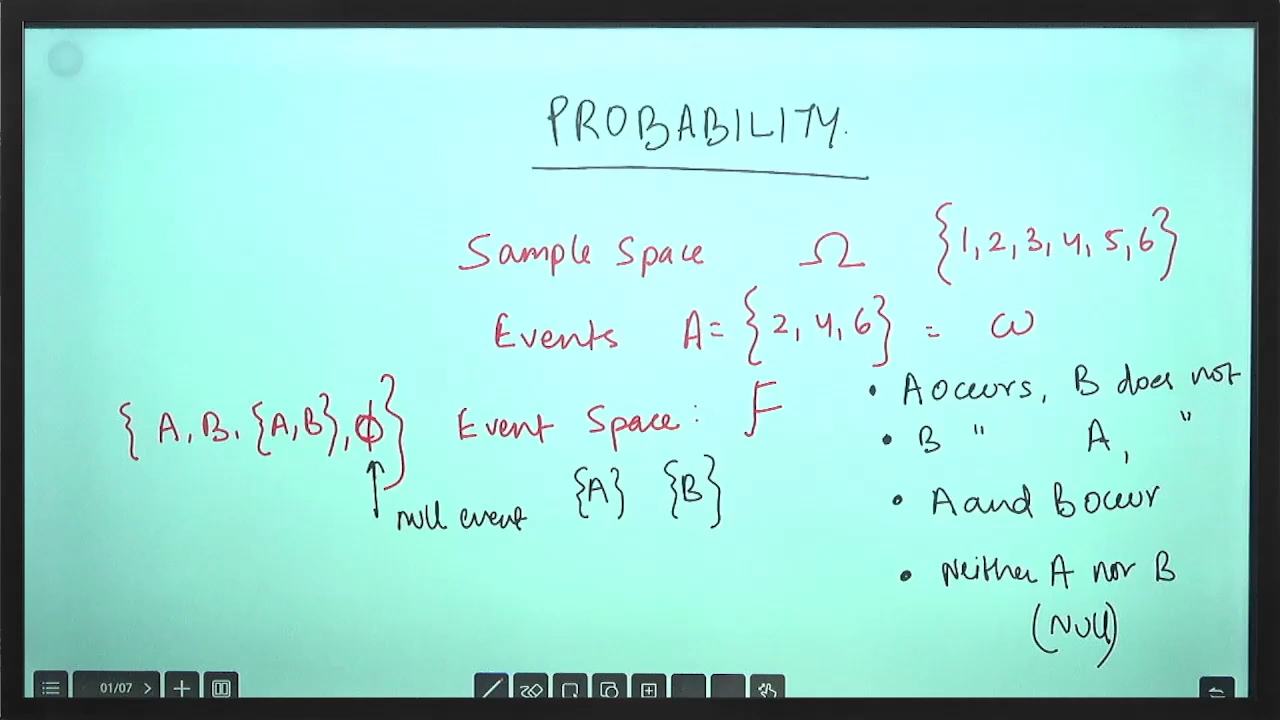 PROBABILITY.
Sample Space Ω {1, 2, 3, 4, 5, 6}
Events A = {2, 4, 6} = ω
{ A, B, {A, B}, ϕ} Event Space: F
null event {A} {B}
• A occurs, B does not
• B " A, "
• A and B occur
• Neither A nor B
(Null)
01/07